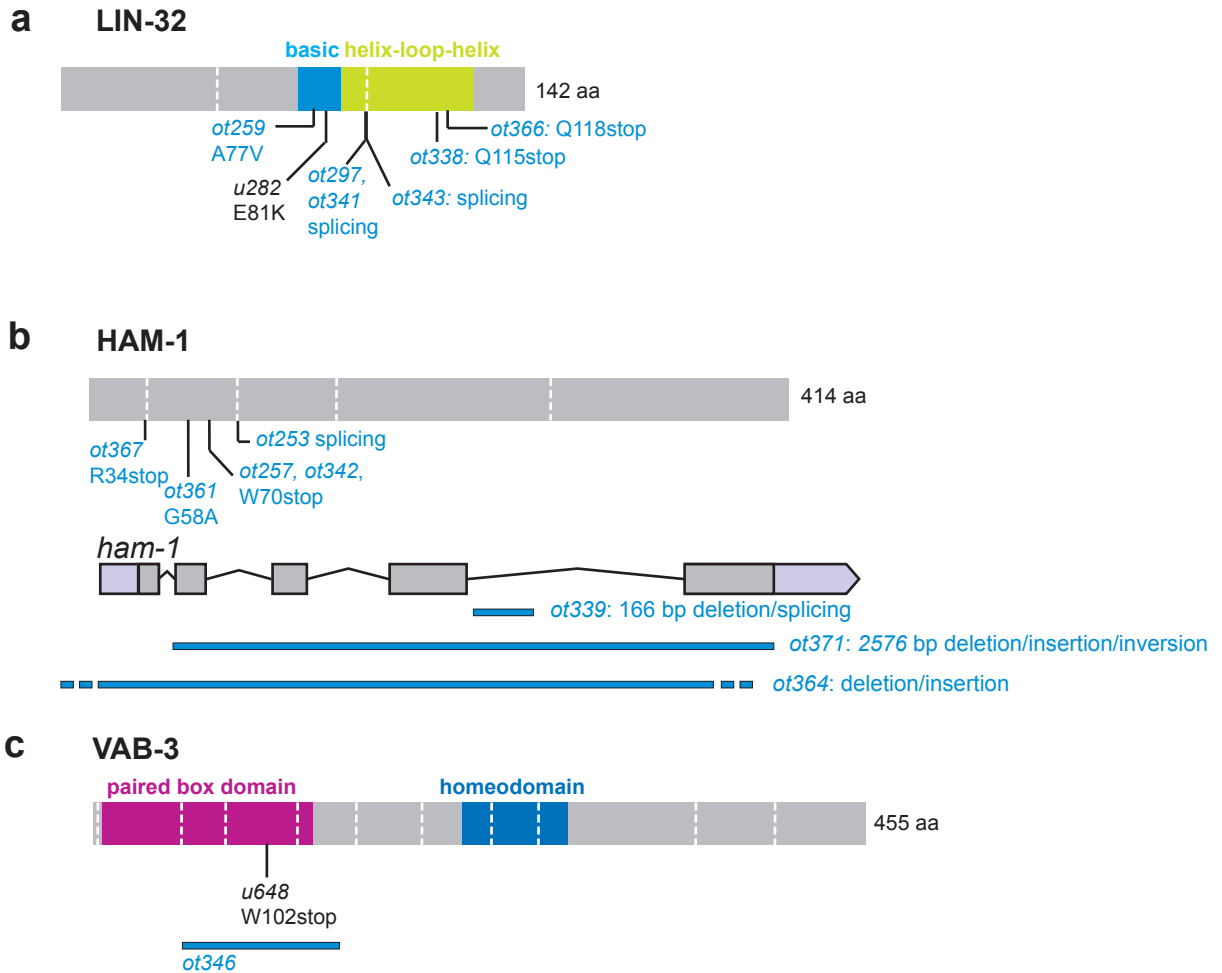 a LIN-32
basic helix-loop-helix
142 aa
ot259
A77V
u282
E81K
ot297,
ot341
splicing
ot343: splicing
ot338: Q115stop
ot366: Q118stop
b HAM-1
414 aa
ot367
R34stop
ot361
G58A
ot253 splicing
ot257, ot342,
W70stop
ham-1
ot339: 166 bp deletion/splicing
ot371: 2576 bp deletion/insertion/inversion
ot364: deletion/insertion
c VAB-3
paired box domain homeodomain
455 aa
u648
W102stop
ot346